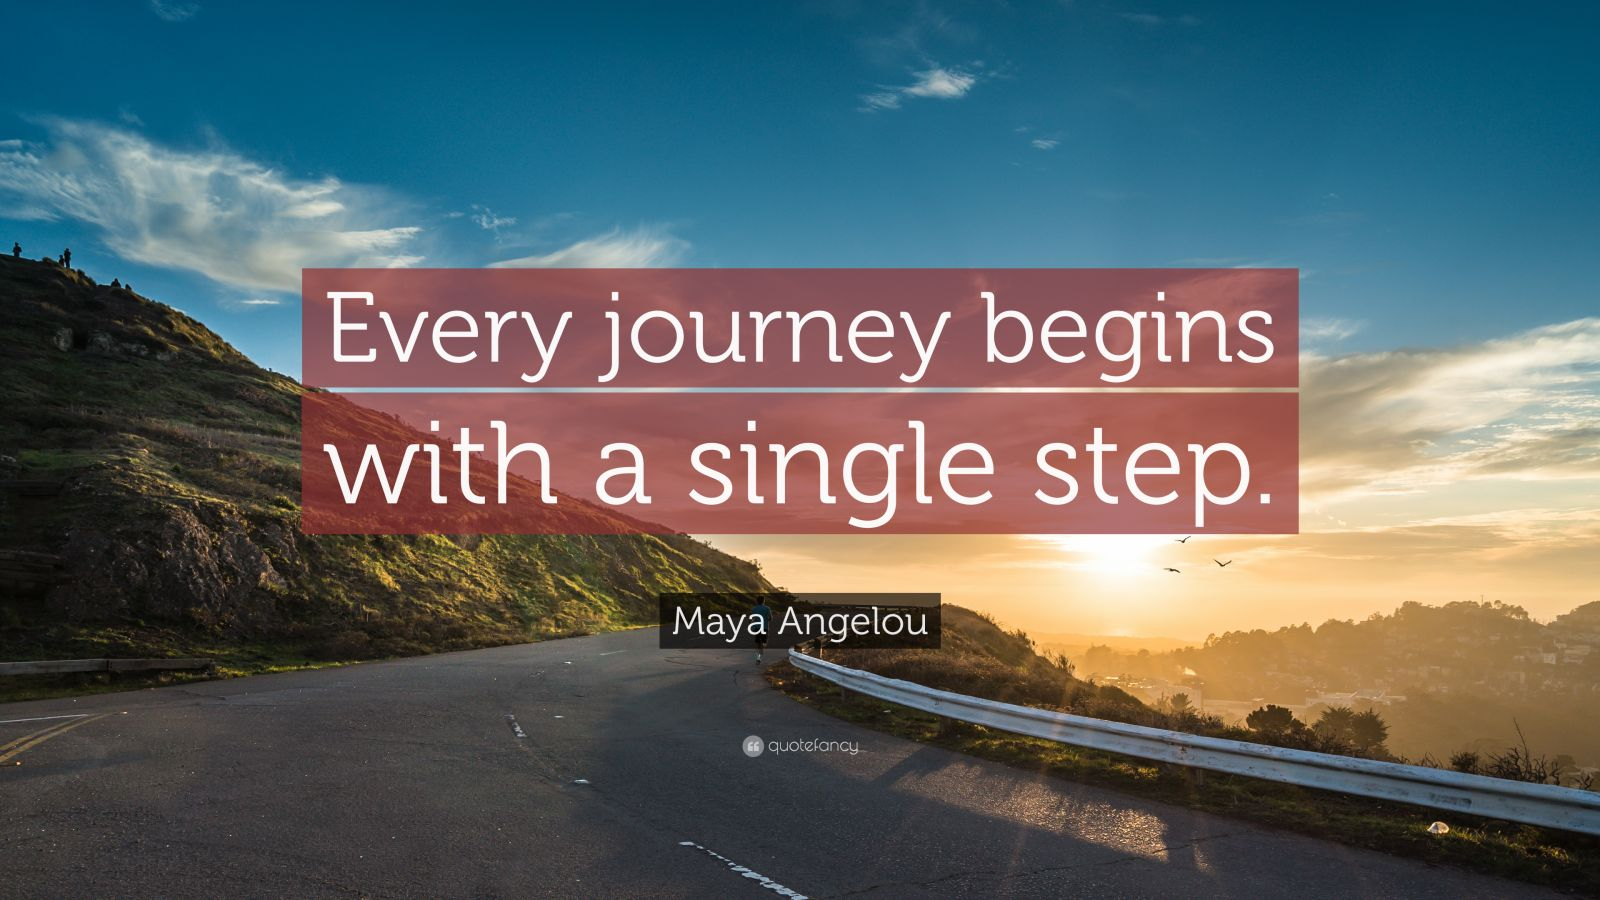 Every journey begins
with a single step.
Maya Angelou
quotefancy